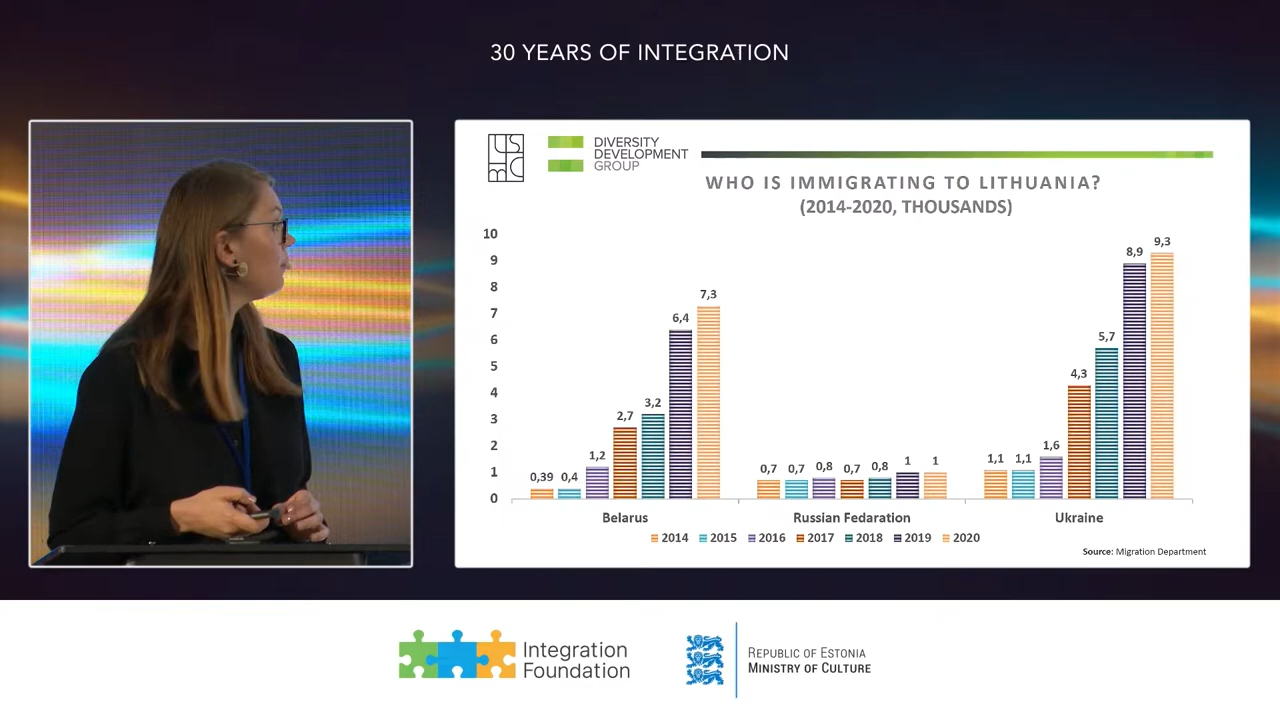 30 YEARS OF INTEGRATION
DIVERSITY
DEVELOPMENT
GROUP
WHO IS IMMIGRATING TO LITHUANIA?
(2014-2020, THOUSANDS)
10
9
8
7
6
5
4
3
2
1
0
0,39
0,4
1,2
2,7
3,2
6,4
7,3
0,7
0,7
0,8
0,7
0,8
1
1
1,1
1,1
1,6
4,3
5,7
8,9
9,3
Belarus
Russian Fedaration
Ukraine
2014 2015 2016 2017 2018 2019 2020
Source: Migration Department
Integration
Foundation
REPUBLIC OF ESTONIA
MINISTRY OF CULTURE